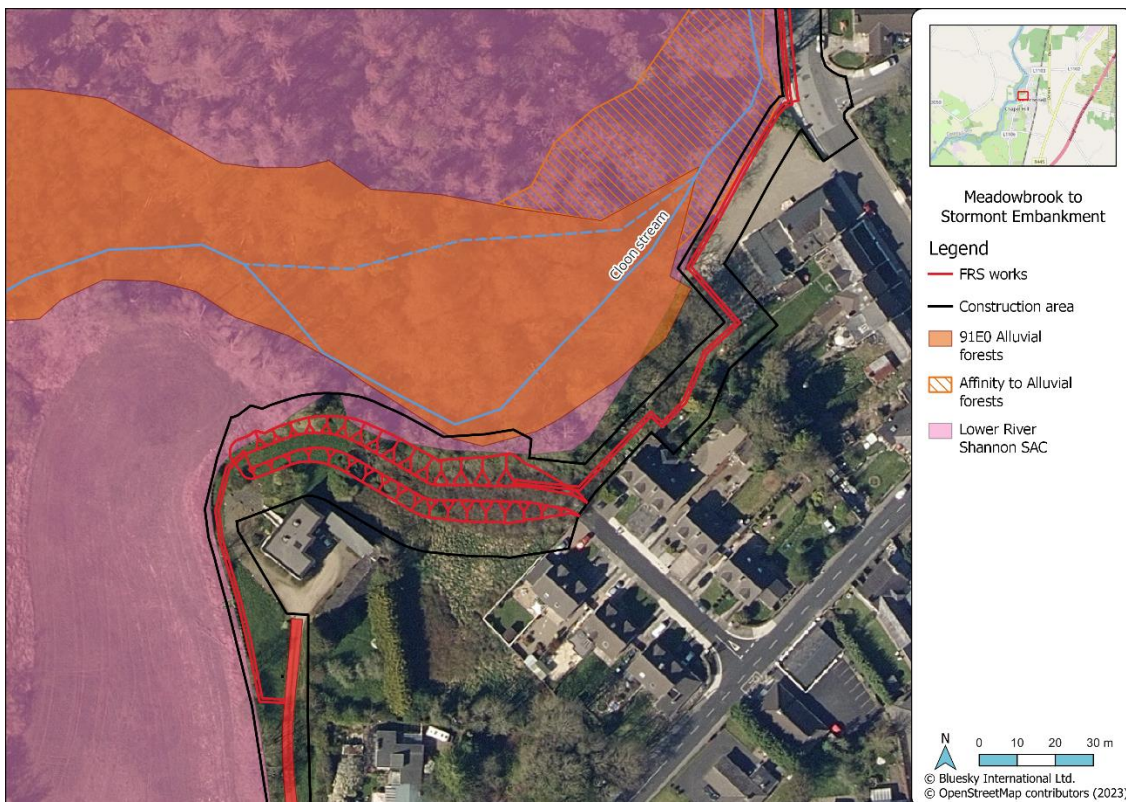 Cloon stream
Meadowbrook to
Stormont Embankment
Legend
FRS works
Construction area
91E0 Alluvial
forests
Affinity to Alluvial
forests
Lower River
Shannon SAC
N
0 10 20 30 m
© Bluesky International Ltd.
© OpenStreetMap contributors (2023)